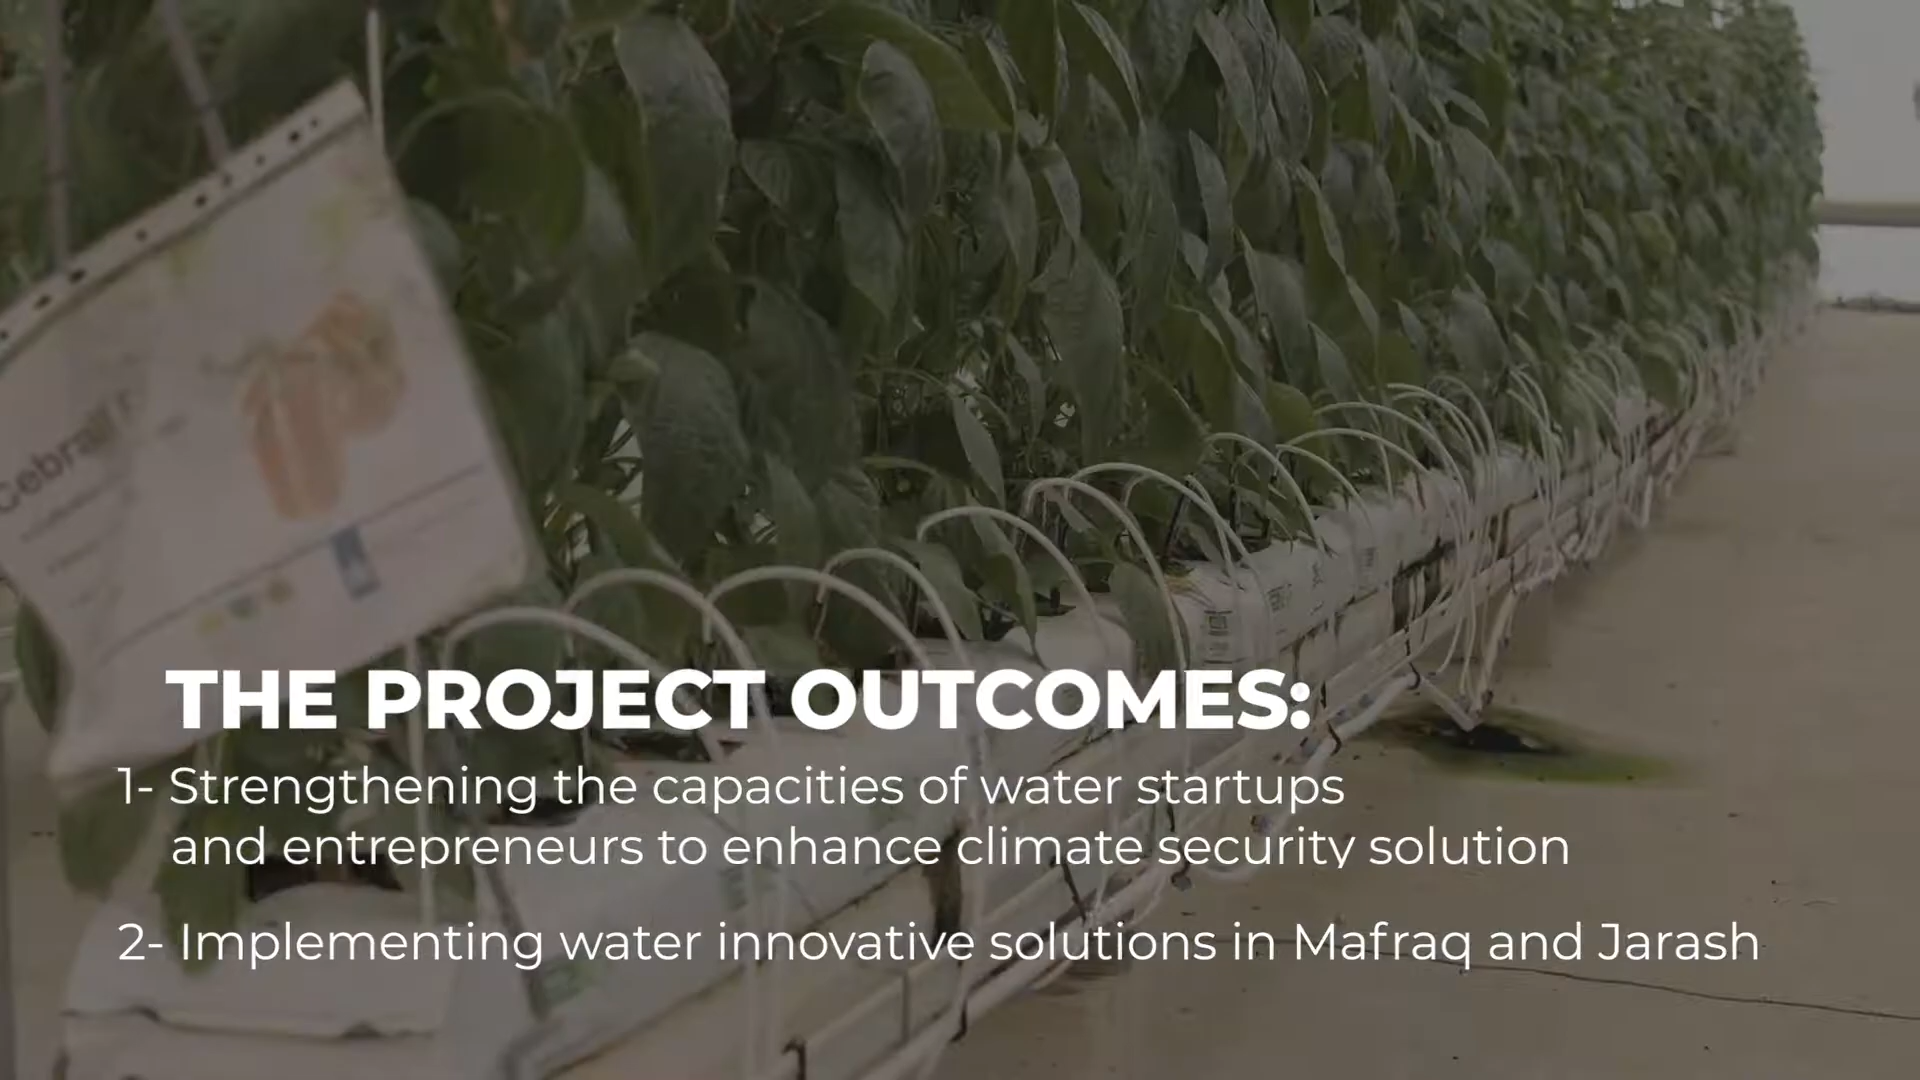 THE PROJECT OUTCOMES:
1- Strengthening the capacities of water startups
and entrepreneurs to enhance climate security solution
2- Implementing water innovative solutions in Mafraq and Jarash